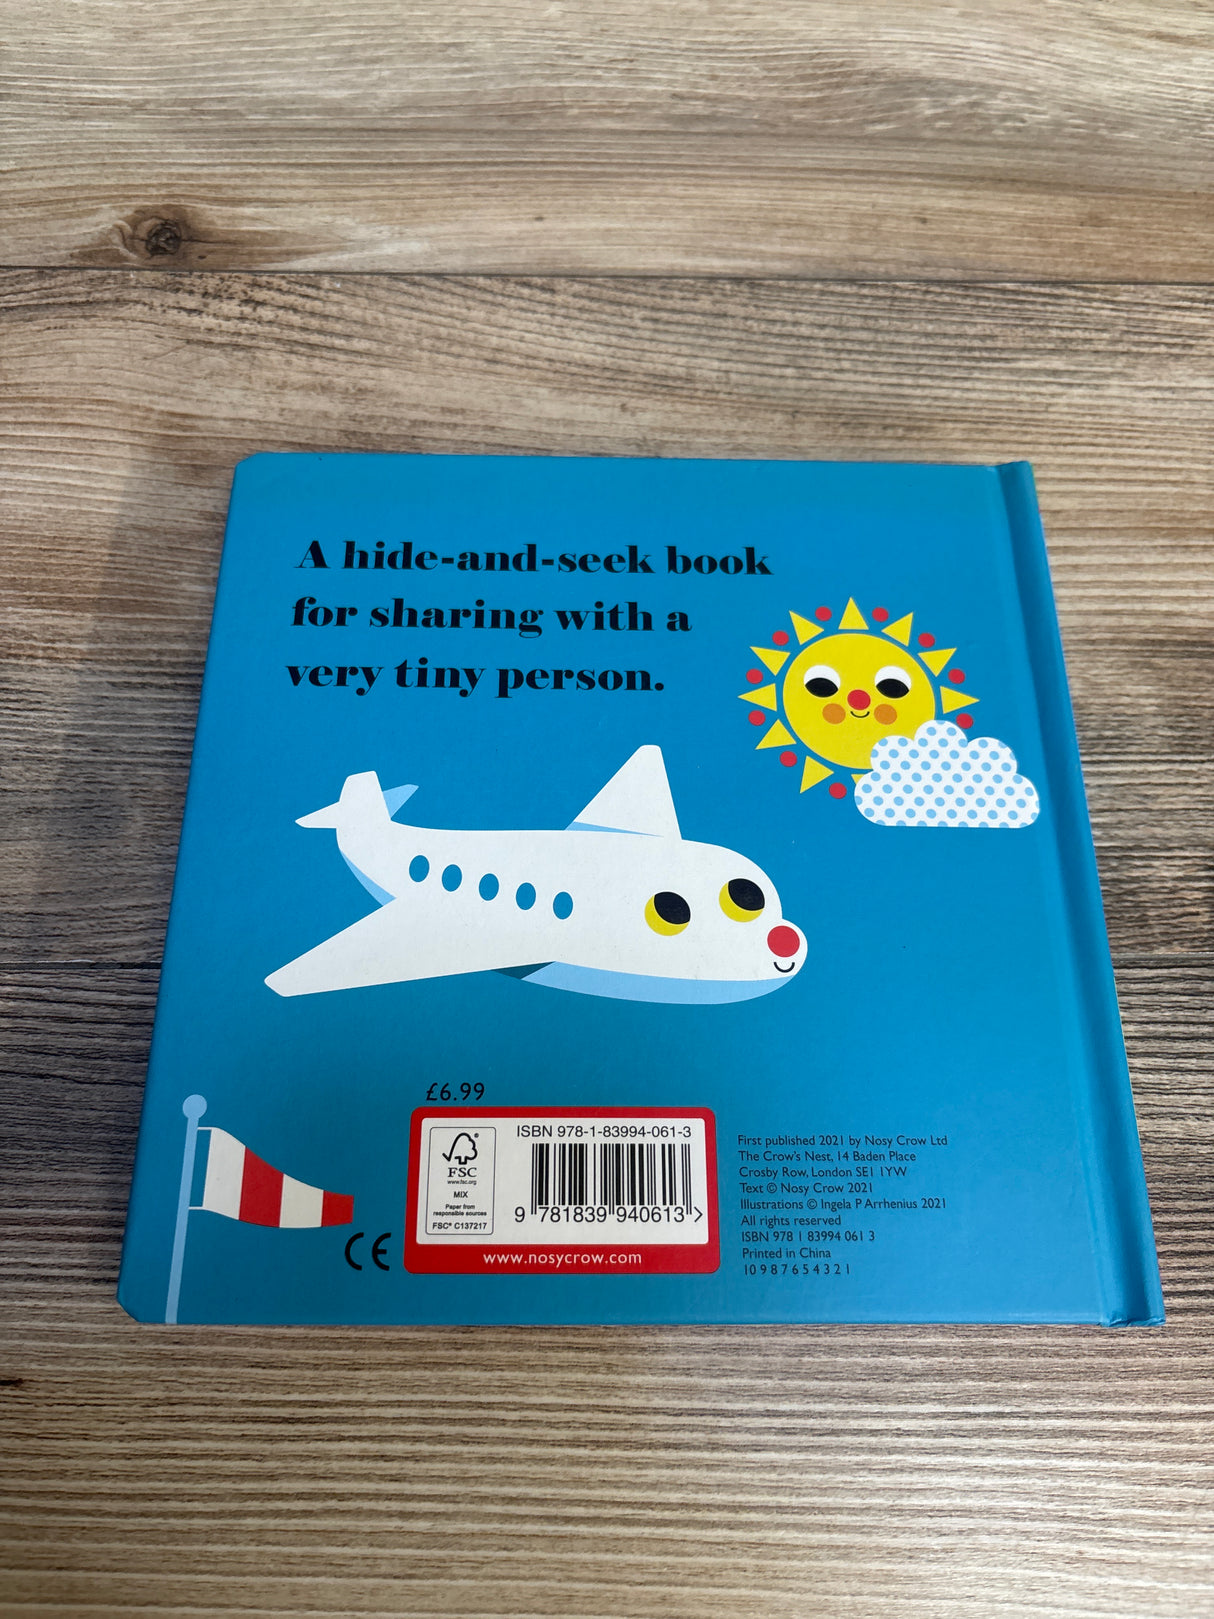 A hide-and-seek book
for sharing with a
very tiny person.
£6.99
ISBN 978-1-83994-061-3
FSC
www.fsc.org
MIX
Paper from
responsible sources
FSC® C137217
9 781839 940613 >
www.nosycrow.com
CE
First published 2021 by Nosy Crow Ltd
The Crow's Nest, 14 Baden Place
Crosby Row, London SE1 1YW
Text © Nosy Crow 2021
Illustrations © Ingela P Arrhenius 2021
All rights reserved
ISBN 978 1 83994 061 3
Printed in China
10 9 8 7 6 5 4 3 2 1